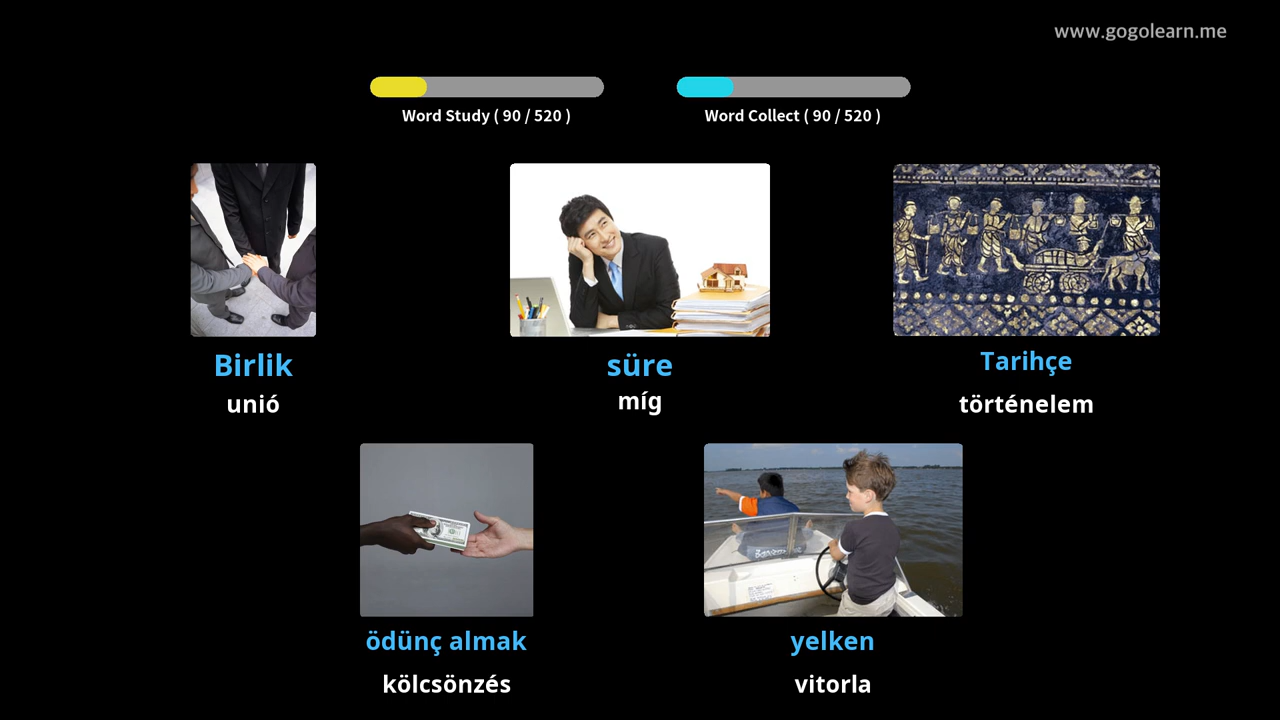 www.gogolearn.me
Word Study ( 90 / 520 )
Word Collect ( 90 / 520 )
Birlik
unió
süre
míg
Tarihçe
történelem
ödünç almak
kölcsönzés
yelken
vitorla